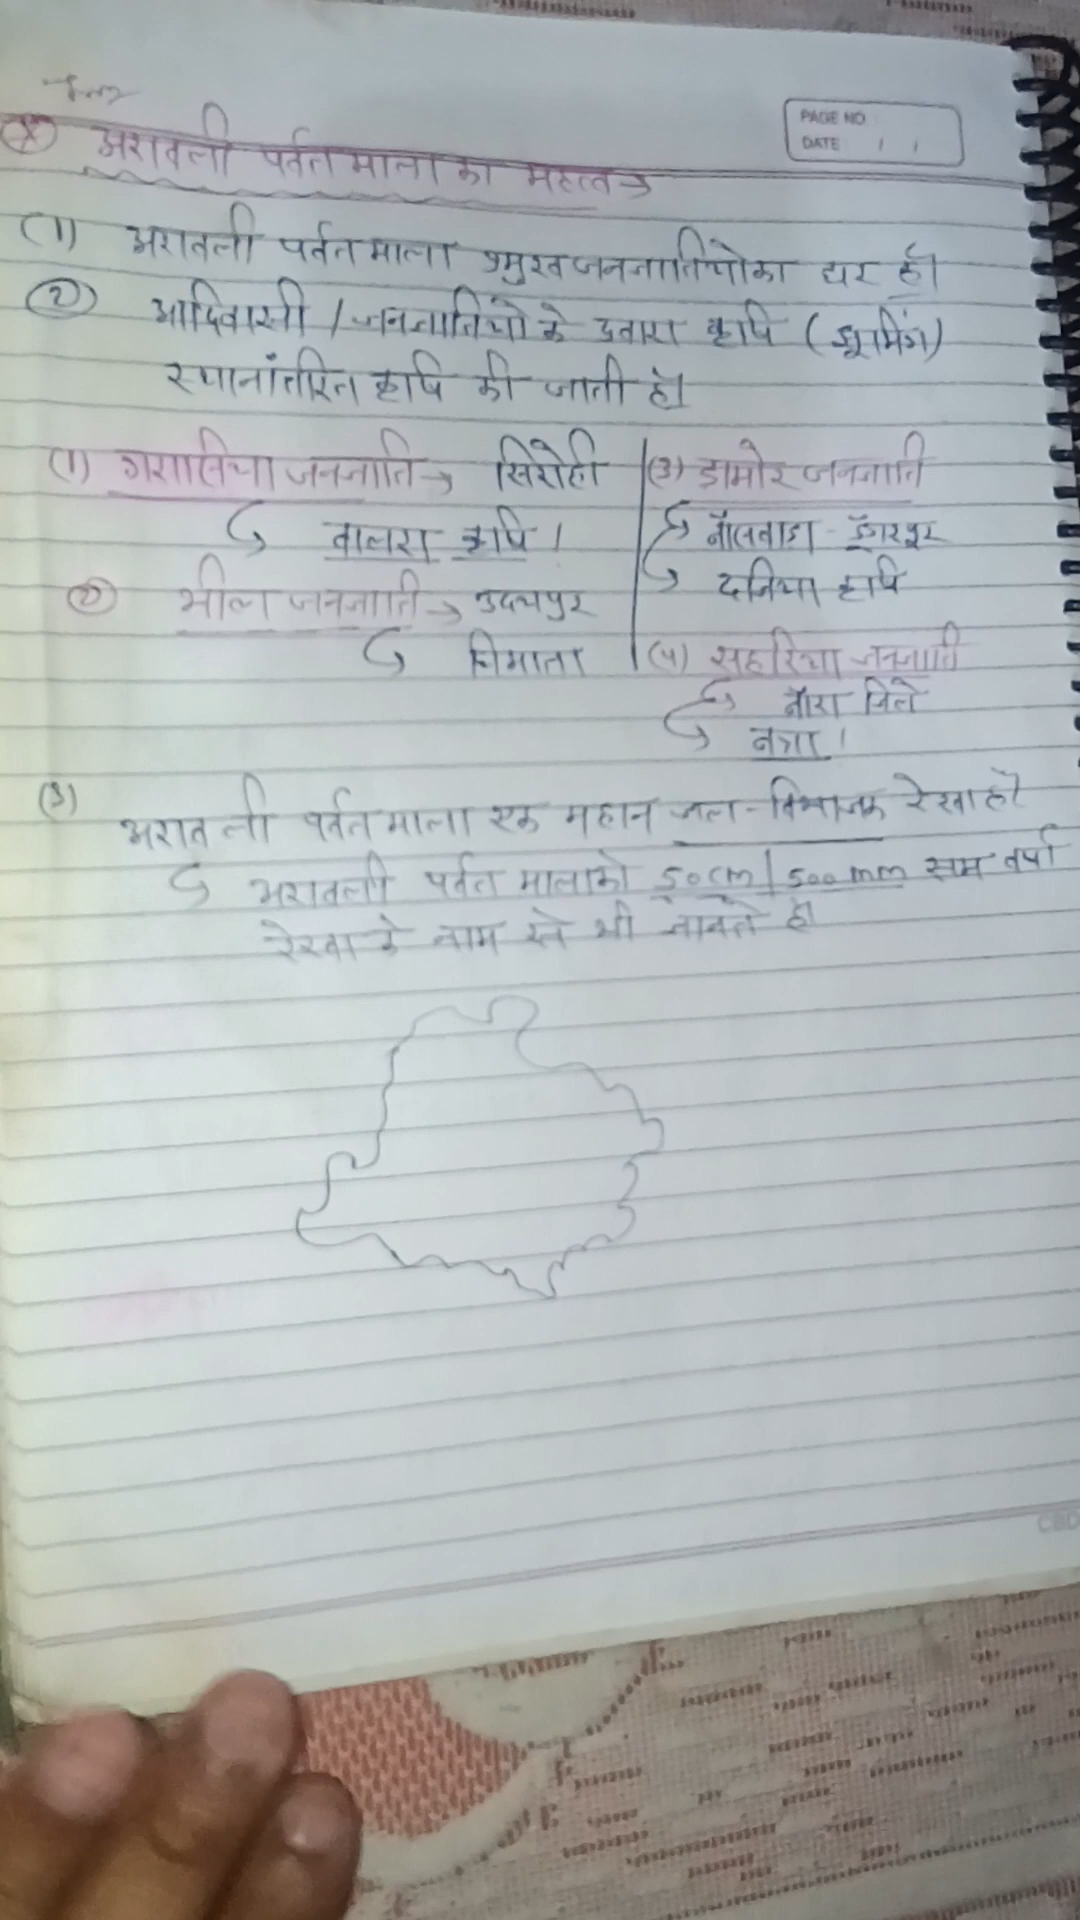 PAGE NO
DATE / /
अरावली पर्वत माला का महत्व →
(1) अरावली पर्वत माला प्रमुख जनजातियो का घर है।
(2) आदिवासी / जनजातियो के द्वारा कृषि (झूमिंग)
स्थानांतरित कृषि की जाती है।
(1) गरासिया जनजाति → सिरोही
वालरा कृषि।
(2) भील जनजाति → उदयपुर
चिमाता
(3) डामोर जनजाति
बाँसवाडा - डूंगरपुर
दजिया कृषि
(4) सहरिया जनजाति
बाँरा जिले
(3) अरावली पर्वत माला एक महान जल-विभाजक रेखा है
अरावली पर्वत माला को 50cm/500mm सम वर्षा
रेखा के नाम से भी जानते है।